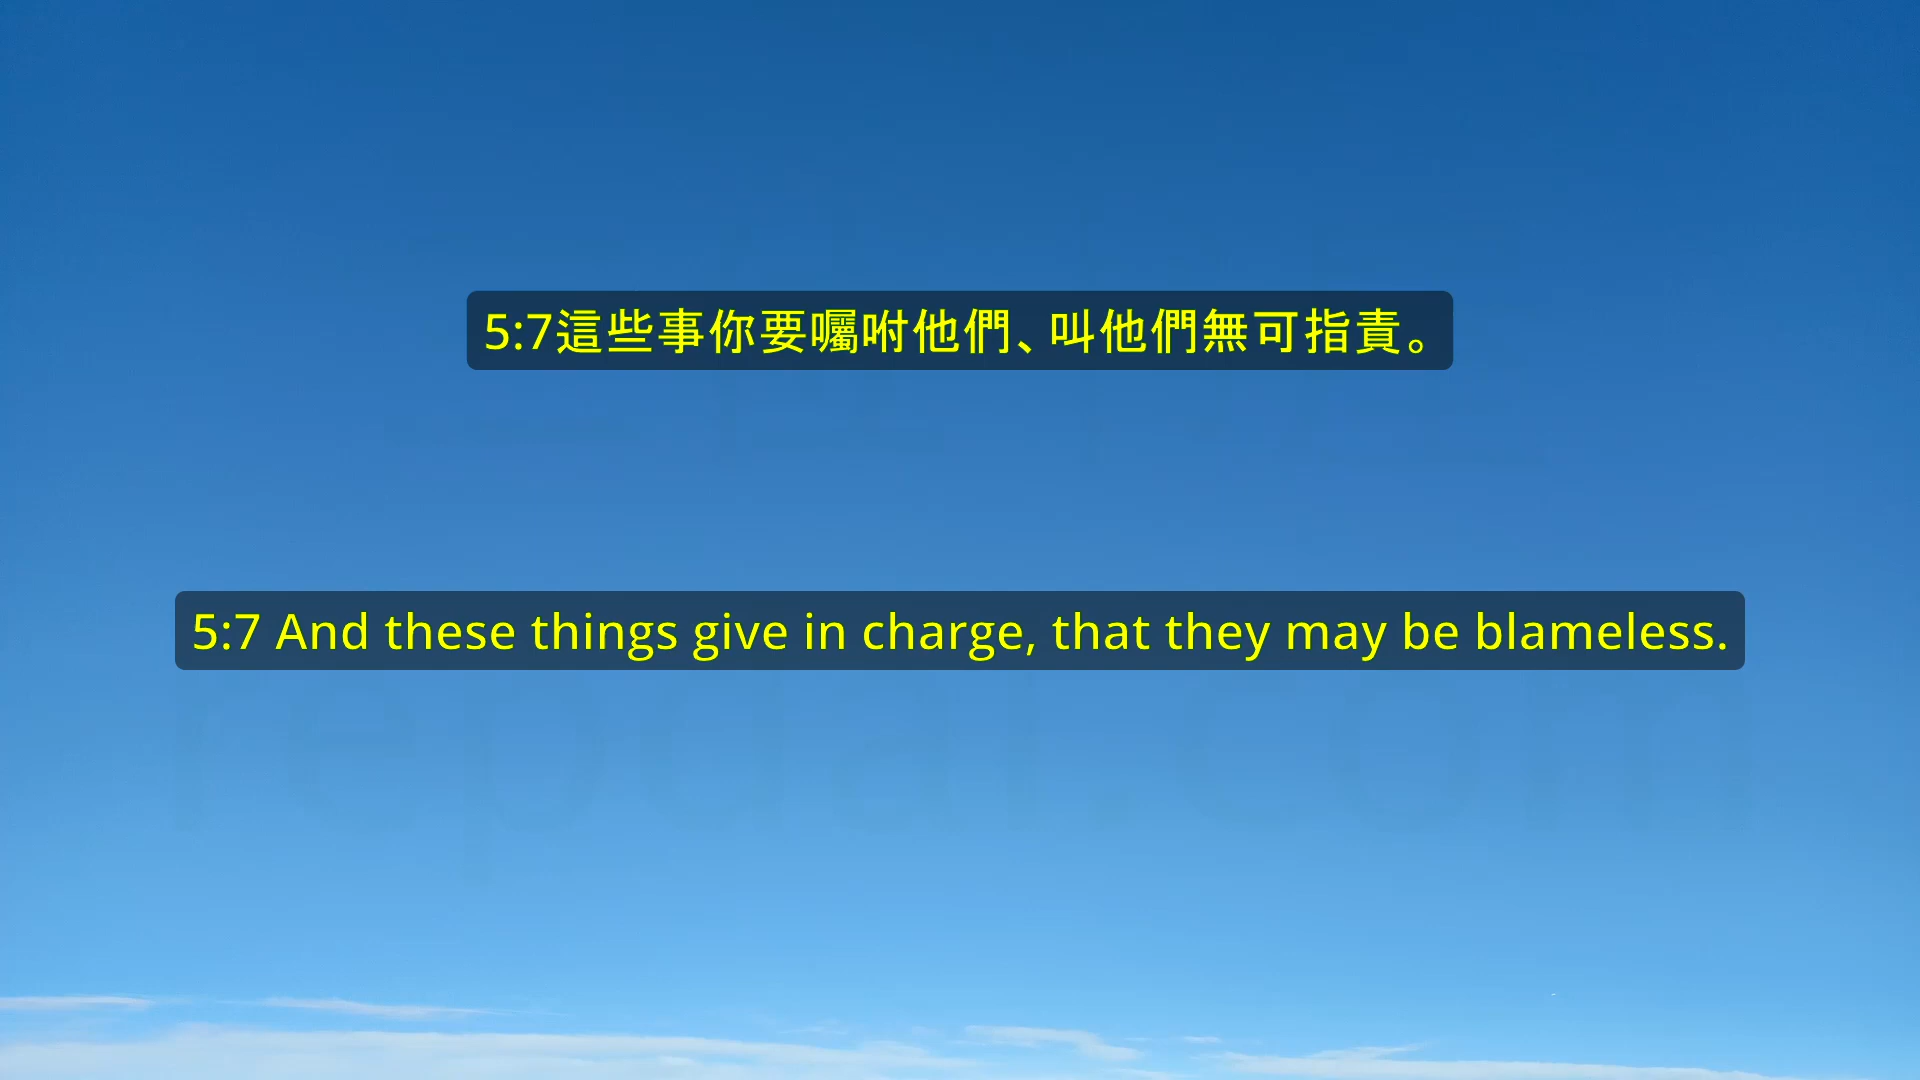 5:7這些事你要囑咐他們、叫他們無可指責。
5:7 And these things give in charge, that they may be blameless.